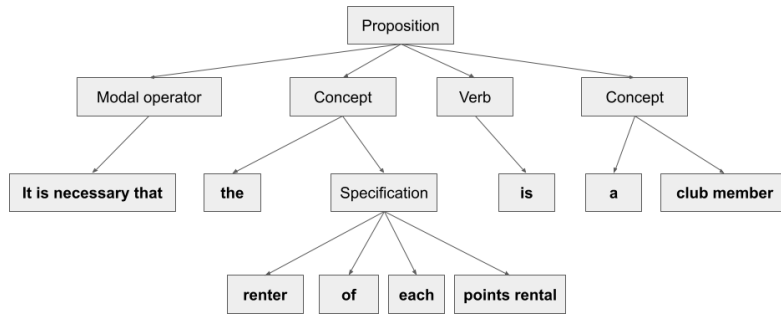 Proposition
Modal operator Concept Verb Concept
It is necessary that the Specification is a club member
renter of each points rental